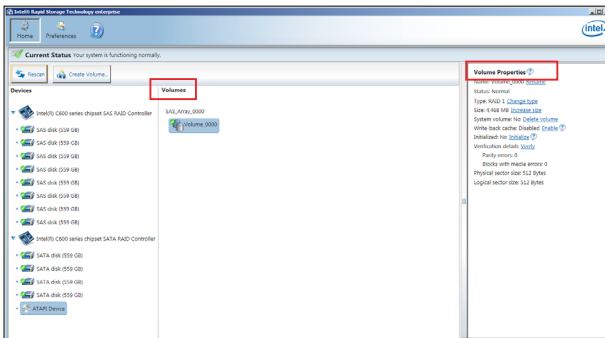 Intel® Rapid Storage Technology enterprise
Home
Preferences
intel
Current Status Your system is functioning normally.
Rescan
Create Volume...
Devices
Intel(R) C600 series chipset SAS RAID Controller
SAS disk (559 GB)
SAS disk (559 GB)
SAS disk (559 GB)
SAS disk (559 GB)
SAS disk (559 GB)
SAS disk (559 GB)
SAS disk (559 GB)
SAS disk (559 GB)
Intel(R) C600 series chipset SATA RAID Controller
SATA disk (559 GB)
SATA disk (559 GB)
SATA disk (559 GB)
SATA disk (559 GB)
ATAPI Device
Volumes
SAS_Array_0000
Volume_0000
Volume Properties
Name: Volume_0000 Rename
Status: Normal
Type: RAID 1 Change type
Size: 4,468 MB Increase size
System volume: No Delete volume
Write-back cache: Disabled Enable
Initialized: No Initialize
Verification details Verify
Parity errors: 0
Blocks with media errors: 0
Physical sector size: 512 Bytes
Logical sector size: 512 Bytes